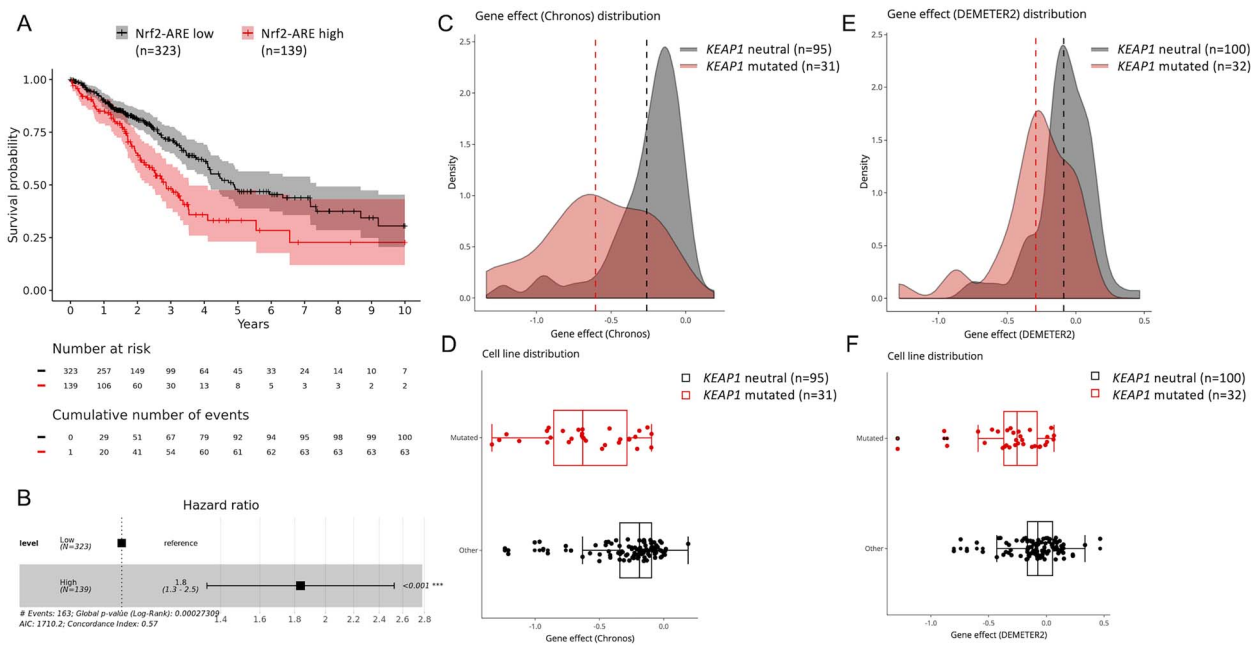 A
Nrf2-ARE low
(n=323)
Nrf2-ARE high
(n=139)
Survival probability
1.00
0.75
0.50
0.25
0.00
0 1 2 3 4 5 6 7 8 9 10
Years
Number at risk
323 257 149 99 64 45 33 24 14 10 7
139 106 60 30 13 8 5 3 3 2 2
Cumulative number of events
0 29 51 67 79 92 94 95 98 99 100
1 20 41 54 60 61 62 63 63 63 63
B
Hazard ratio
level
Low
(N=323)
reference
High
(N=139)
1.8
(1.3 - 2.5)
<0.001 ***
# Events: 163; Global p-value (Log-Rank): 0.00027309
AIC: 1710.2; Concordance Index: 0.57
1.4 1.6 1.8 2 2.2 2.4 2.6 2.8
C
Gene effect (Chronos) distribution
KEAP1 neutral (n=95)
KEAP1 mutated (n=31)
Density
2.5
2.0
1.5
1.0
0.5
0.0
-1.0 -0.5 0.0
Gene effect (Chronos)
D
Cell line distribution
KEAP1 neutral (n=95)
KEAP1 mutated (n=31)
Mutated
Other
-1.0 -0.5 0.0
Gene effect (Chronos)
E
Gene effect (DEMETER2) distribution
KEAP1 neutral (n=100)
KEAP1 mutated (n=32)
Density
2.5
2.0
1.5
1.0
0.5
0.0
-1.0 -0.5 0.0 0.5
Gene effect (DEMETER2)
F
Cell line distribution
KEAP1 neutral (n=100)
KEAP1 mutated (n=32)
Mutated
Other
-1.0 -0.5 0.0 0.5
Gene effect (DEMETER2)